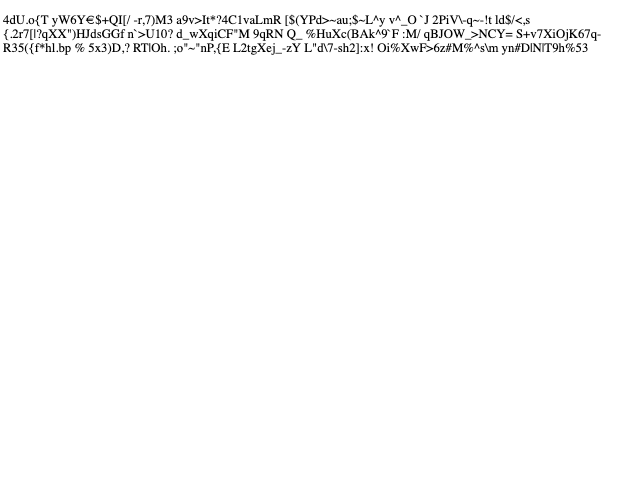 4dU.o{T yW6Y€$+QI[/ -r,7)M3 a9v>It*?4C1vaLmR [$(YPd>~au;$~L^y v^_O `J 2PiV\-q~-!t ld$/<,s
{.2r7[l?qXX")HJdsGGf n`>U10? d_wXqiCF"M 9qRN Q_ %HuXc(BAk^9`F :M/ qBJOW_>NCY= S+v7XiOjK67q-
R35({f*hl.bp % 5x3)D,? RT|Oh. ;o"~"nP,{E L2tgXej_-zY L"d\7-sh2]:x! Oi%XwF>6z#M%^s\m yn#D|N|T9h%53